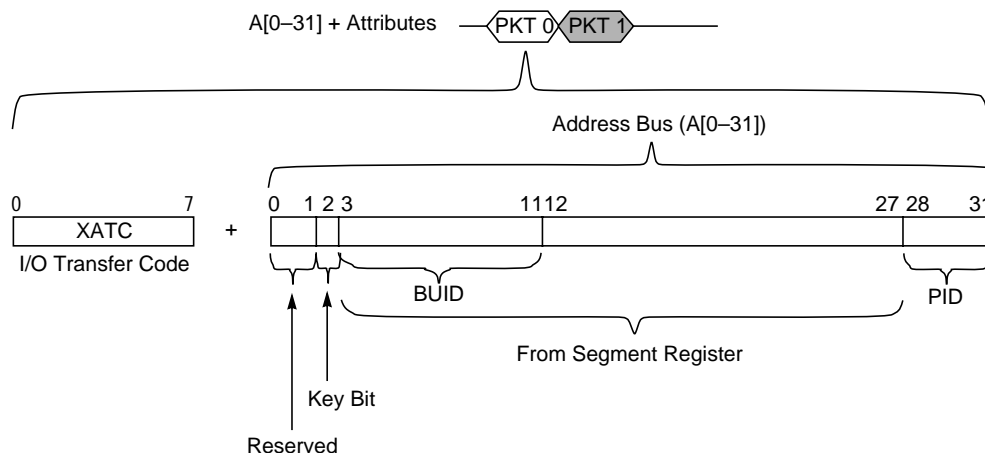 A[0–31] + Attributes PKT 0 PKT 1
Address Bus (A[0–31])
0 7 0 1 2 3 11 12 27 28 31
XATC +
I/O Transfer Code
BUID PID
From Segment Register
Key Bit
Reserved